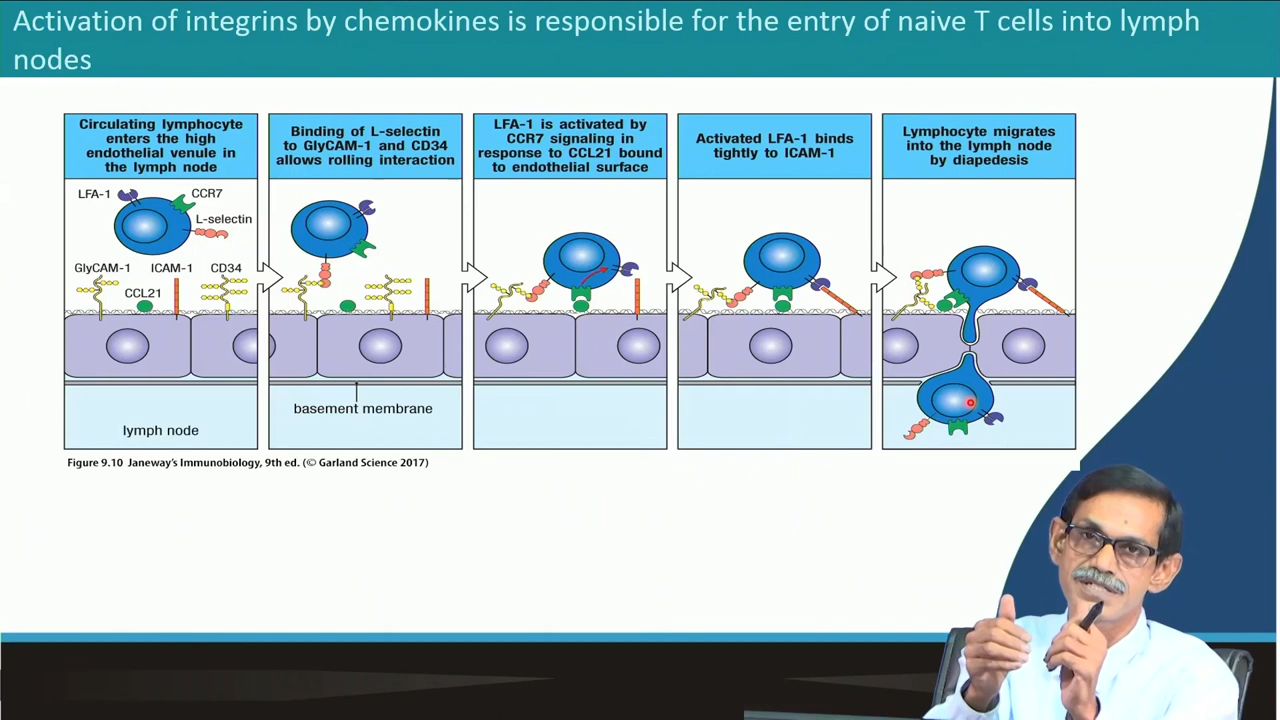 Activation of integrins by chemokines is responsible for the entry of naive T cells into lymph
nodes
Circulating lymphocyte
enters the high
endothelial venule in
the lymph node
LFA-1
CCR7
L-selectin
GlyCAM-1
ICAM-1
CD34
CCL21
lymph node
Binding of L-selectin
to GlyCAM-1 and CD34
allows rolling interaction
basement membrane
LFA-1 is activated by
CCR7 signaling in
response to CCL21 bound
to endothelial surface
Activated LFA-1 binds
tightly to ICAM-1
Lymphocyte migrates
into the lymph node
by diapedesis
Figure 9.10 Janeway's Immunobiology, 9th ed. (© Garland Science 2017)